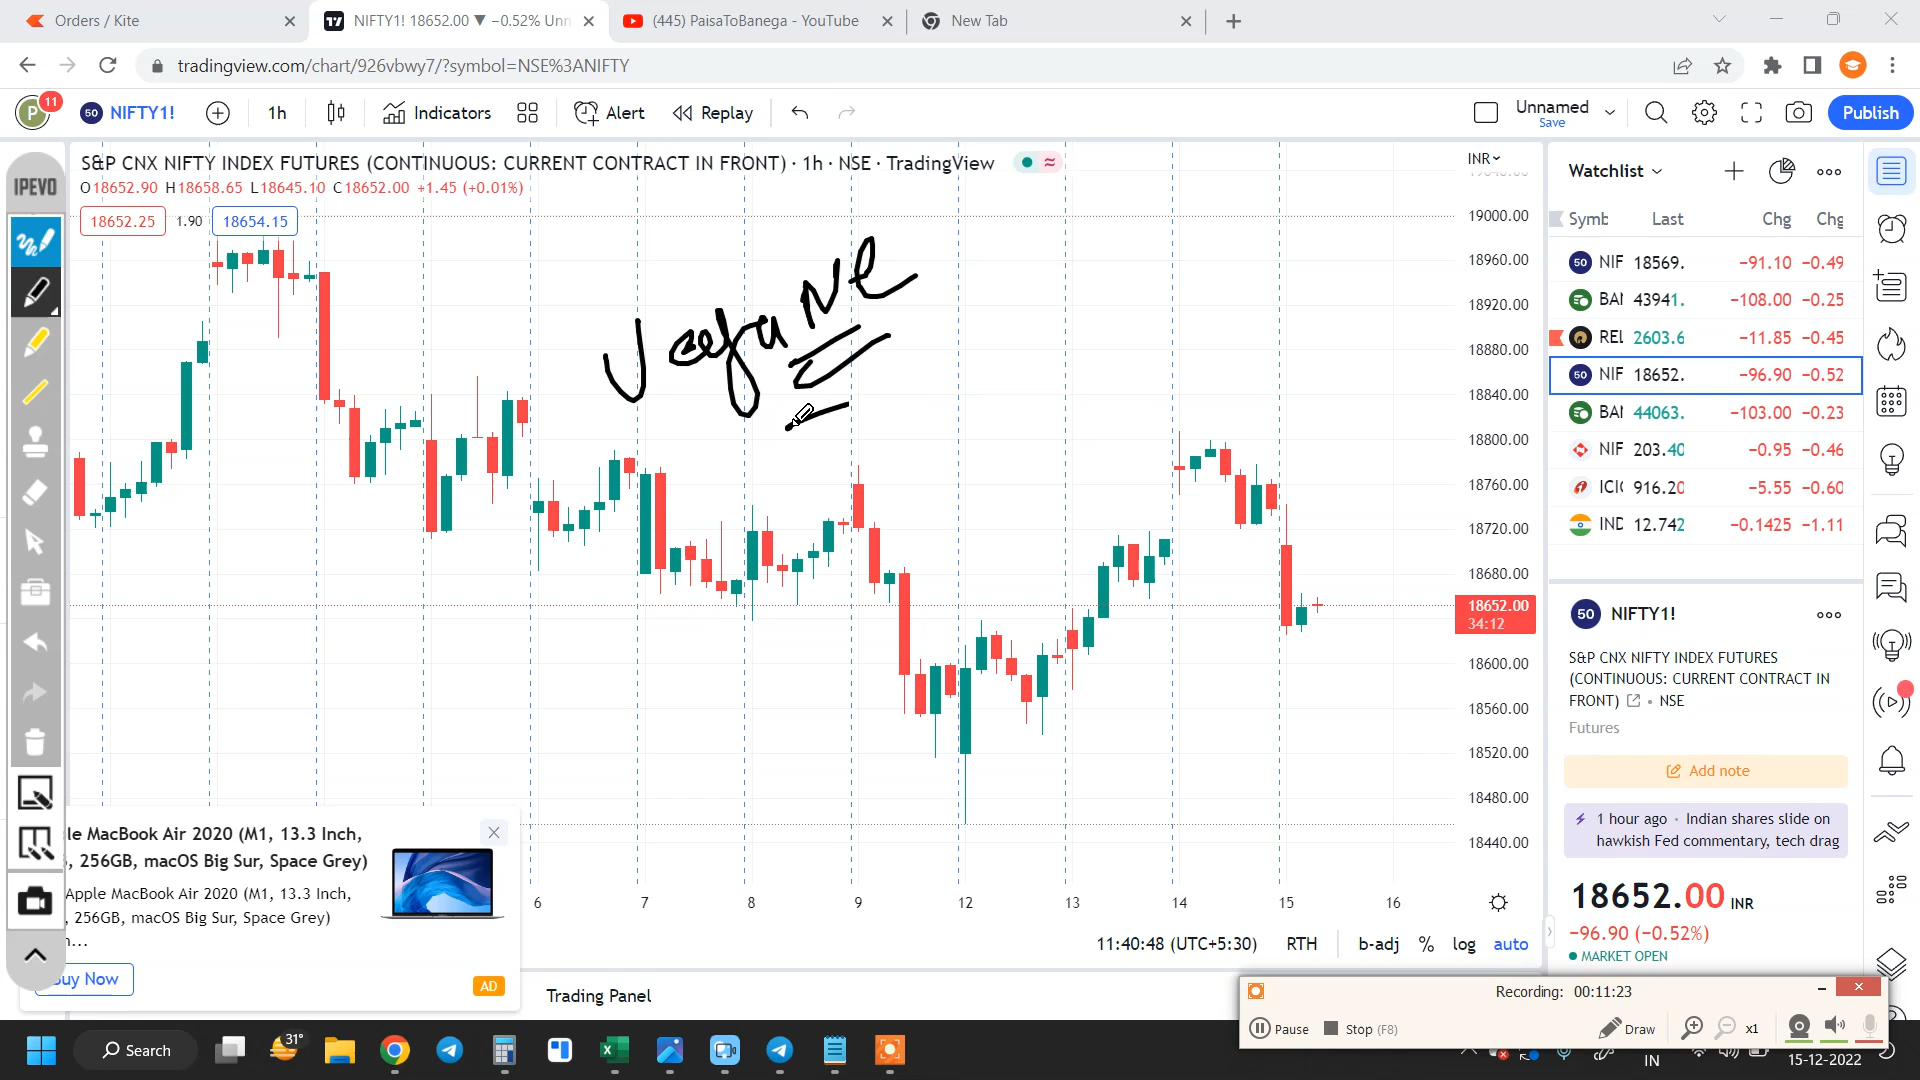 Orders / Kite
NIFTY1! 18652.00 ▼ −0.52% Unn
(445) PaisaToBanega - YouTube
New Tab
tradingview.com/chart/926vbwy7/?symbol=NSE%3ANIFTY
P 11
50 NIFTY1! 1h Indicators Alert Replay
Unnamed
Save
Publish
IPEVO
S&P CNX NIFTY INDEX FUTURES (CONTINUOUS: CURRENT CONTRACT IN FRONT) · 1h · NSE · TradingView
O18652.90 H18658.65 L18645.10 C18652.00 +1.45 (+0.01%)
18652.25 1.90 18654.15
INR
19000.00
18960.00
18920.00
18880.00
18840.00
18800.00
18760.00
18720.00
18680.00
18652.00
34:12
18600.00
18560.00
18520.00
18480.00
18440.00
6 7 8 9 12 13 14 15 16
11:40:48 (UTC+5:30) RTH b-adj % log auto
Trading Panel
le MacBook Air 2020 (M1, 13.3 Inch,
, 256GB, macOS Big Sur, Space Grey)
Apple MacBook Air 2020 (M1, 13.3 Inch,
, 256GB, macOS Big Sur, Space Grey)
Buy Now
AD
Watchlist
Symb Last Chg Chg
50 NIF 18569. −91.10 −0.49
BAN 43941. −108.00 −0.25
REL 2603.6 −11.85 −0.45
50 NIF 18652. −96.90 −0.52
BAN 44063. −103.00 −0.23
NIF 203.40 −0.95 −0.46
ICI 916.20 −5.55 −0.60
IND 12.742 −0.1425 −1.11
50 NIFTY1!
S&P CNX NIFTY INDEX FUTURES
(CONTINUOUS: CURRENT CONTRACT IN
FRONT) • NSE
Futures
Add note
1 hour ago · Indian shares slide on
hawkish Fed commentary, tech drag
18652.00 INR
−96.90 (−0.52%)
MARKET OPEN
Recording: 00:11:23
Pause Stop (F8) Draw x1
31°
Search
IN
15-12-2022